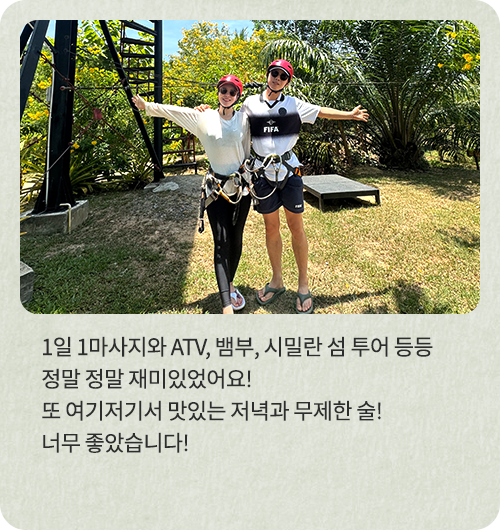 FIFA
1일 1마사지와 ATV, 뱀부, 시밀란 섬 투어 등등
정말 정말 재미있었어요!
또 여기저기서 맛있는 저녁과 무제한 술!
너무 좋았습니다!